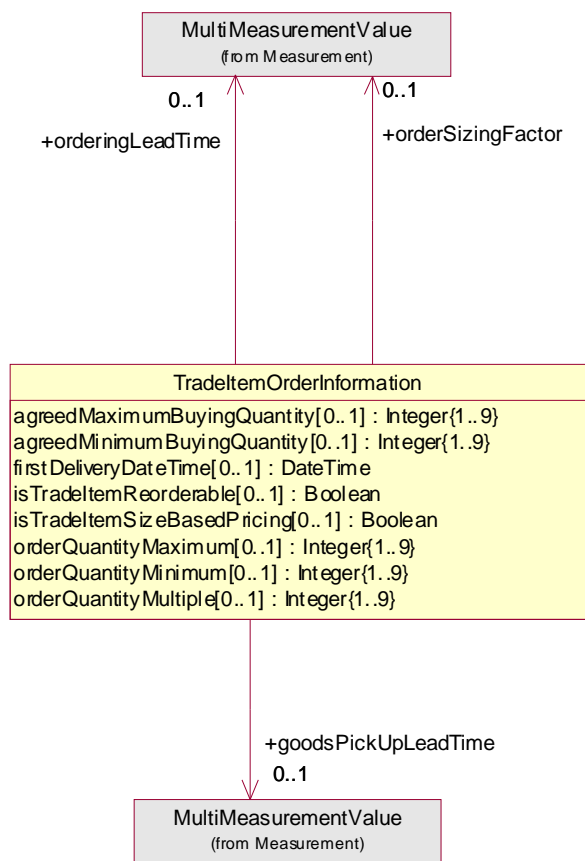 MultiMeasurementValue
(from Measurement)
0..1
0..1
+orderingLeadTime
+orderSizingFactor
TradeItemOrderInformation
agreedMaximumBuyingQuantity[0..1] : Integer{1..9}
agreedMinimumBuyingQuantity[0..1] : Integer{1..9}
firstDeliveryDateTime[0..1] : DateTime
isTradeItemReorderable[0..1] : Boolean
isTradeItemSizeBasedPricing[0..1] : Boolean
orderQuantityMaximum[0..1] : Integer{1..9}
orderQuantityMinimum[0..1] : Integer{1..9}
orderQuantityMultiple[0..1] : Integer{1..9}
+goodsPickUpLeadTime
0..1
MultiMeasurementValue
(from Measurement)